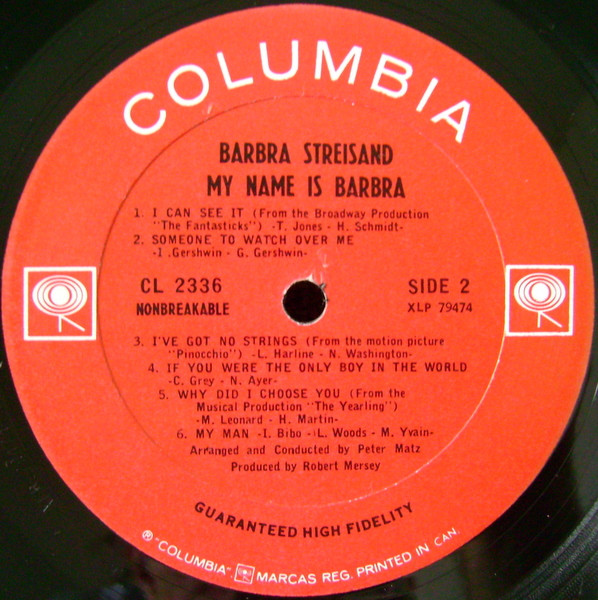 COLUMBIA
BARBRA STREISAND
MY NAME IS BARBRA
1. I CAN SEE IT (From the Broadway Production
"The Fantasticks") -T. Jones - H. Schmidt-
2. SOMEONE TO WATCH OVER ME
-I .Gershwin - G. Gershwin-
CL 2336
NONBREAKABLE
SIDE 2
XLP 79474
3. I'VE GOT NO STRINGS (From the motion picture
"Pinocchio") -L. Harline - N. Washington-
4. IF YOU WERE THE ONLY BOY IN THE WORLD
-C. Grey - N. Ayer-
5. WHY DID I CHOOSE YOU (From the
Musical Production "The Yearling")
-M. Leonard - H. Martin-
6. MY MAN -I. Bibo -L. Woods - M. Yvain-
Arranged and Conducted by Peter Matz
Produced by Robert Mersey
GUARANTEED HIGH FIDELITY
® "COLUMBIA" MARCAS REG. PRINTED IN CAN.